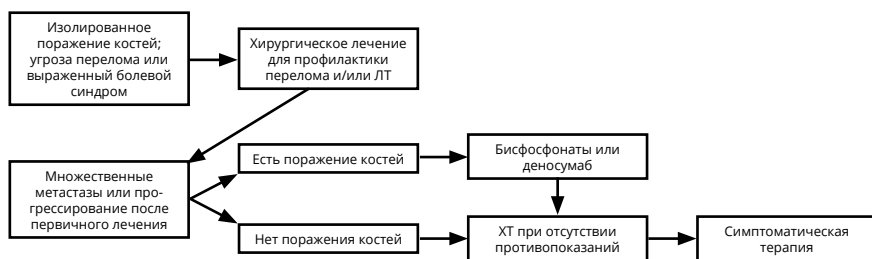 Изолированное
поражение костей;
угроза перелома или
выраженный болевой
синдром
Хирургическое лечение
для профилактики
перелома и/или ЛТ
Множественные
метастазы или про-
грессирование после
первичного лечения
Есть поражение костей
Нет поражения костей
Бисфосфонаты или
деносумаб
ХТ при отсутствии
противопоказаний
Симптоматическая
терапия